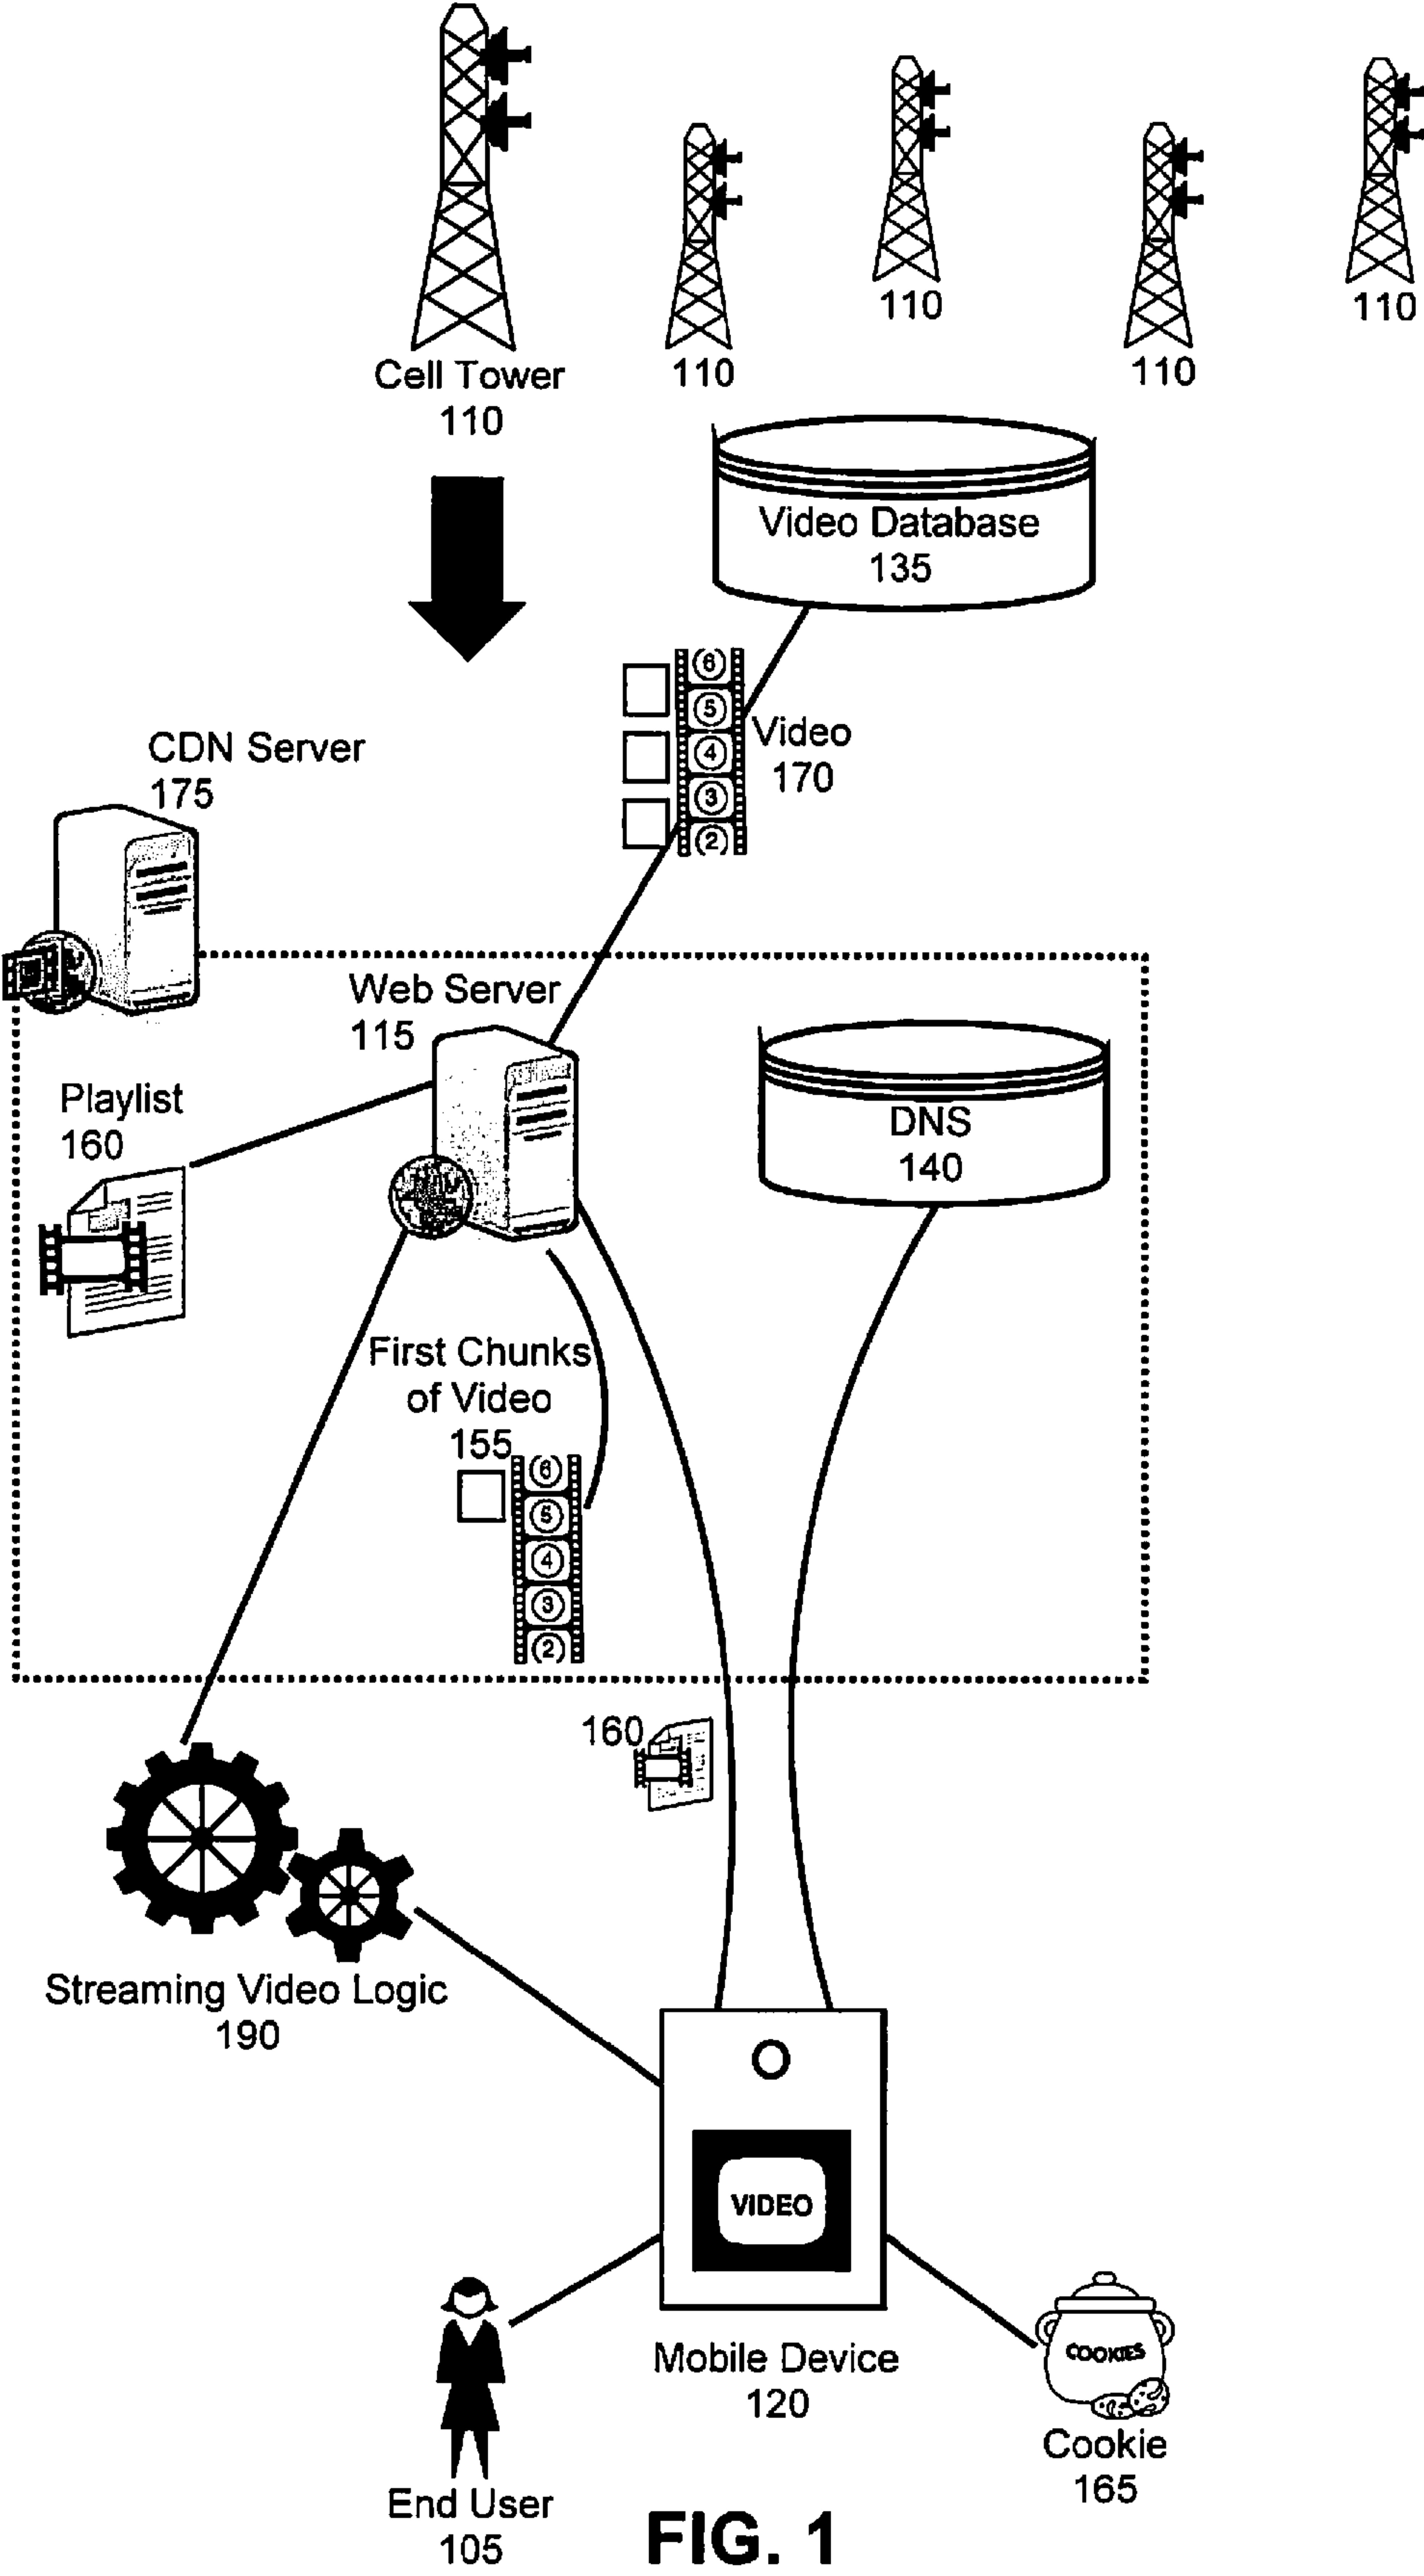 110
110
Cell Tower
110
110
110
Video Database
135
6
5
4
3
2
Video
170
CDN Server
175
Web Server
115
Playlist
160
DNS
140
First Chunks
of Video
155
6
5
4
3
2
160
Streaming Video Logic
190
VIDEO
Mobile Device
120
COOKIES
Cookie
165
End User
105
FIG. 1